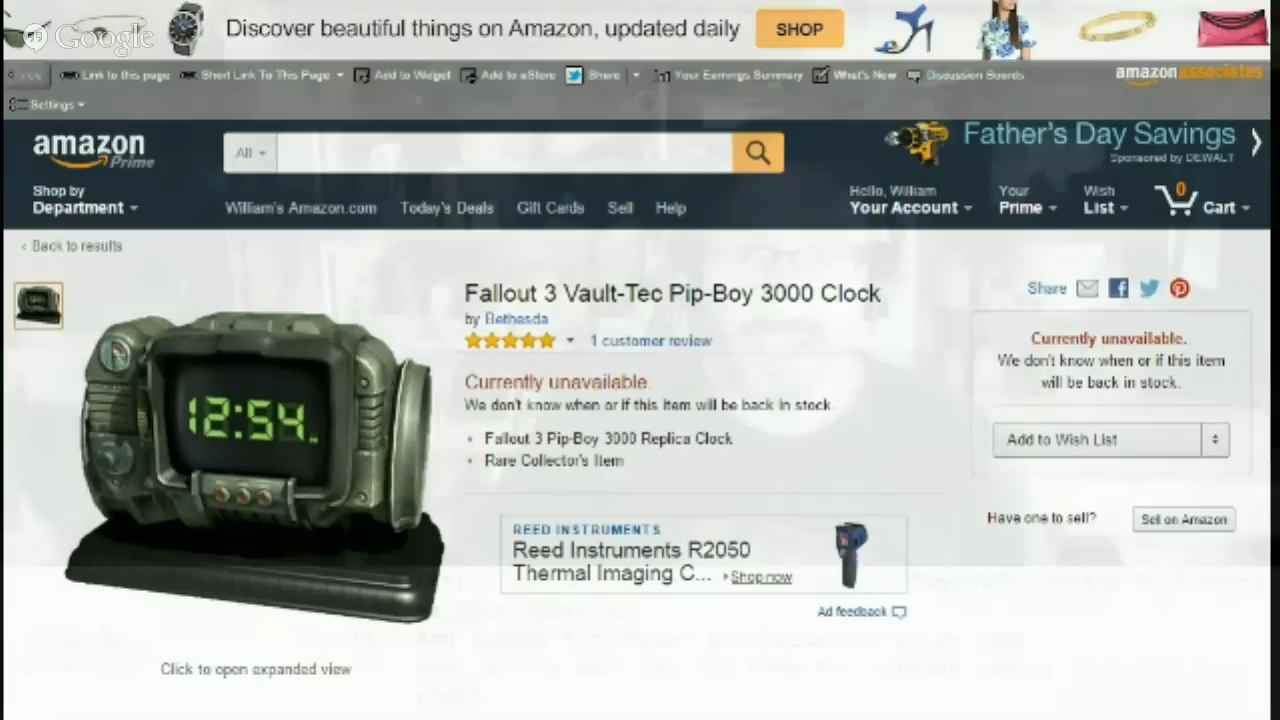 Google
Discover beautiful things on Amazon, updated daily
SHOP
Link to this page
Short Link To This Page
Add to Widget
Add to aStore
Share
Your Earnings Summary
What's New
Discussion Boards
amazon associates
Settings
amazon
Prime
All
Father's Day Savings
Sponsored by DEWALT
Shop by
Department
William's Amazon.com
Today's Deals
Gift Cards
Sell
Help
Hello, William
Your Account
Your
Prime
Wish
List
0
Cart
‹ Back to results
Fallout 3 Vault-Tec Pip-Boy 3000 Clock
by Bethesda
1 customer review
Currently unavailable.
We don't know when or if this item will be back in stock.
• Fallout 3 Pip-Boy 3000 Replica Clock
• Rare Collector's Item
12:54
REED INSTRUMENTS
Reed Instruments R2050
Thermal Imaging C... Shop now
Ad feedback
Click to open expanded view
Share
Currently unavailable.
We don't know when or if this item
will be back in stock.
Add to Wish List
Have one to sell?
Sell on Amazon